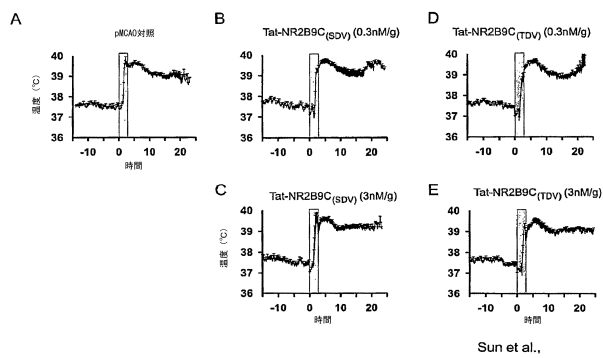 A
pMCAO対照
温度 (℃)
40
39
38
37
36
-10 0 10 20
時間
B
Tat-NR2B9C(SDV) (0.3nM/g)
40
39
38
37
36
-10 0 10 20
D
Tat-NR2B9C(TDV) (0.3nM/g)
40
39
38
37
36
-10 0 10 20
C
Tat-NR2B9C(SDV) (3nM/g)
温度 (℃)
40
39
38
37
36
-10 0 10 20
時間
E
Tat-NR2B9C(TDV) (3nM/g)
40
39
38
37
36
-10 0 10 20
時間
Sun et al.,